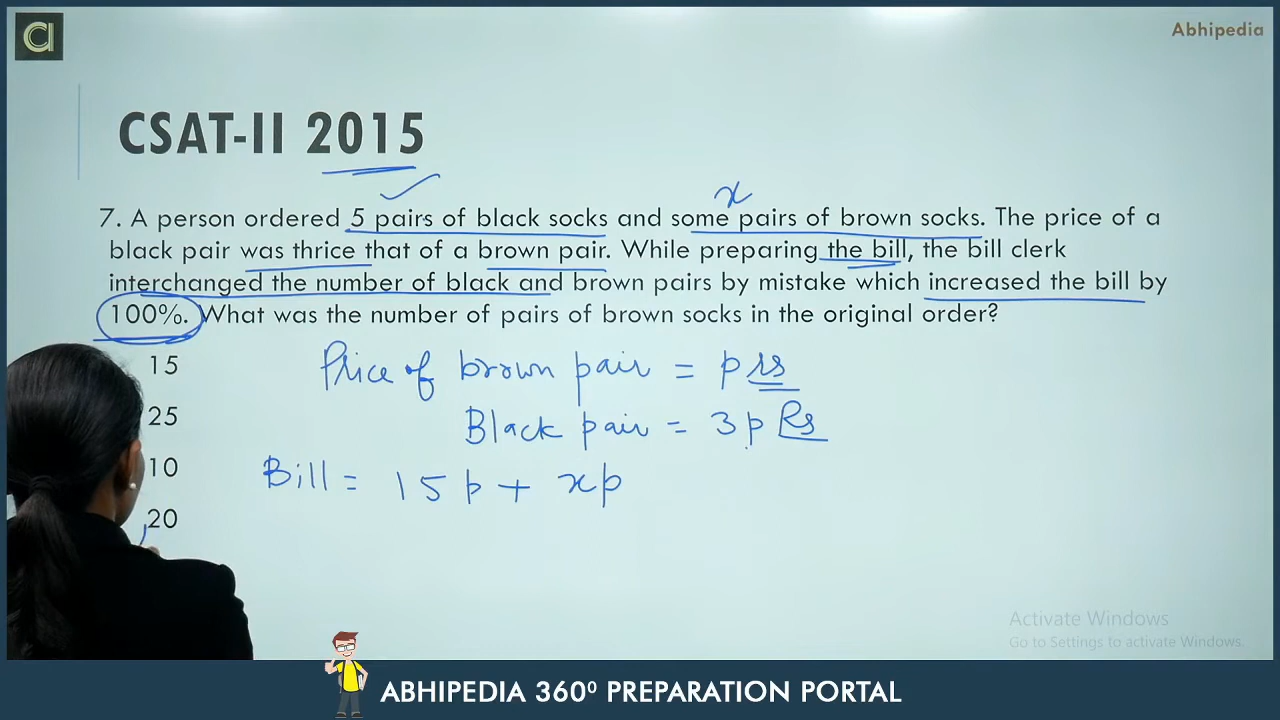 Abhipedia
CSAT-II 2015
x
7. A person ordered 5 pairs of black socks and some pairs of brown socks. The price of a
black pair was thrice that of a brown pair. While preparing the bill, the bill clerk
interchanged the number of black and brown pairs by mistake which increased the bill by
100%. What was the number of pairs of brown socks in the original order?
15
25
10
20
Price of brown pair = p rs
Black pair = 3p Rs
Bill = 15p + xp
Activate Windows
Go to Settings to activate Windows.
ABHIPEDIA 360⁰ PREPARATION PORTAL